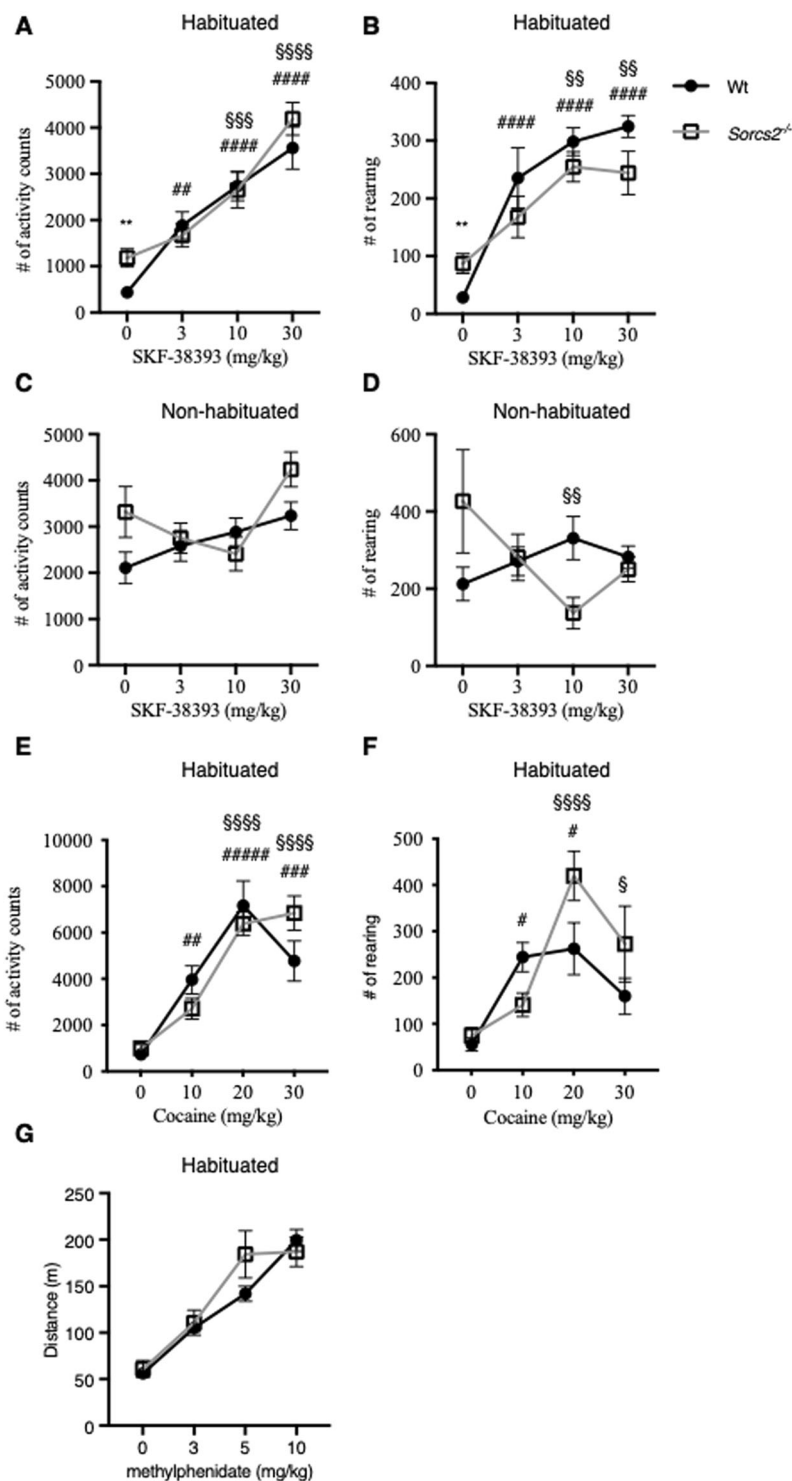 A
Habituated
§§§§
####
§§§
####
##
**
5000
4000
3000
2000
1000
0
# of activity counts
0 3 10 30
SKF-38393 (mg/kg)
B
Habituated
§§
####
§§
####
####
**
400
300
200
100
0
# of rearing
0 3 10 30
SKF-38393 (mg/kg)
Wt
Sorcs2-/-
C
Non-habituated
5000
4000
3000
2000
1000
0
# of activity counts
0 3 10 30
SKF-38393 (mg/kg)
D
Non-habituated
§§
600
400
200
0
# of rearing
0 3 10 30
SKF-38393 (mg/kg)
E
Habituated
§§§§
#####
§§§§
###
##
10000
8000
6000
4000
2000
0
# of activity counts
0 10 20 30
Cocaine (mg/kg)
F
Habituated
§§§§
#
§
#
500
400
300
200
100
0
# of rearing
0 10 20 30
Cocaine (mg/kg)
G
Habituated
250
200
150
100
50
0
Distance (m)
0 3 5 10
methylphenidate (mg/kg)